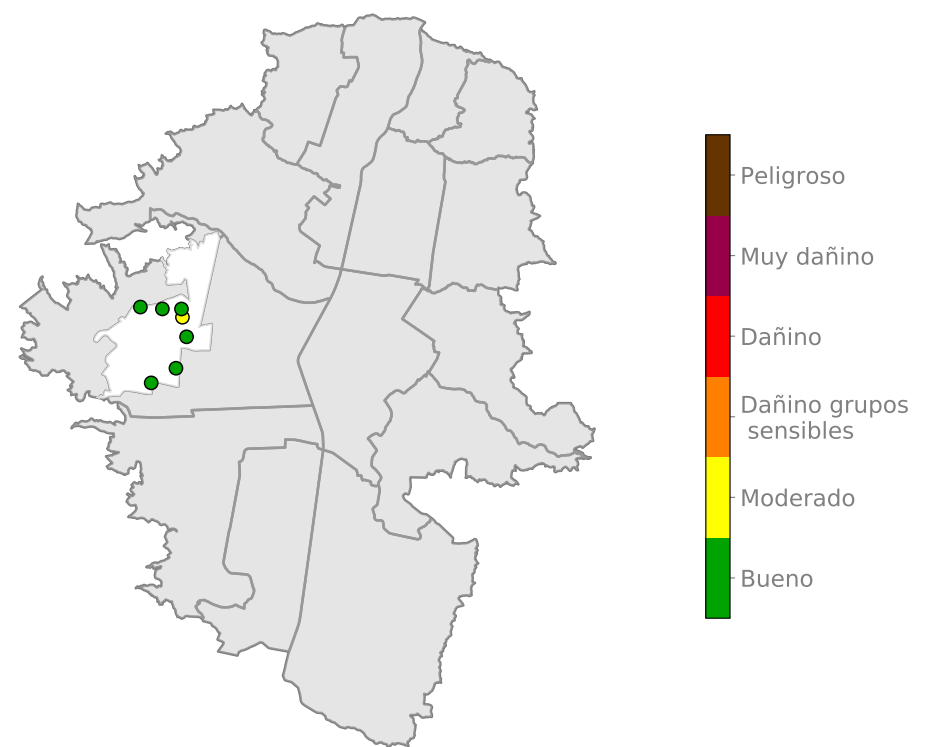 Peligroso
Muy dañino
Dañino
Dañino grupos
sensibles
Moderado
Bueno